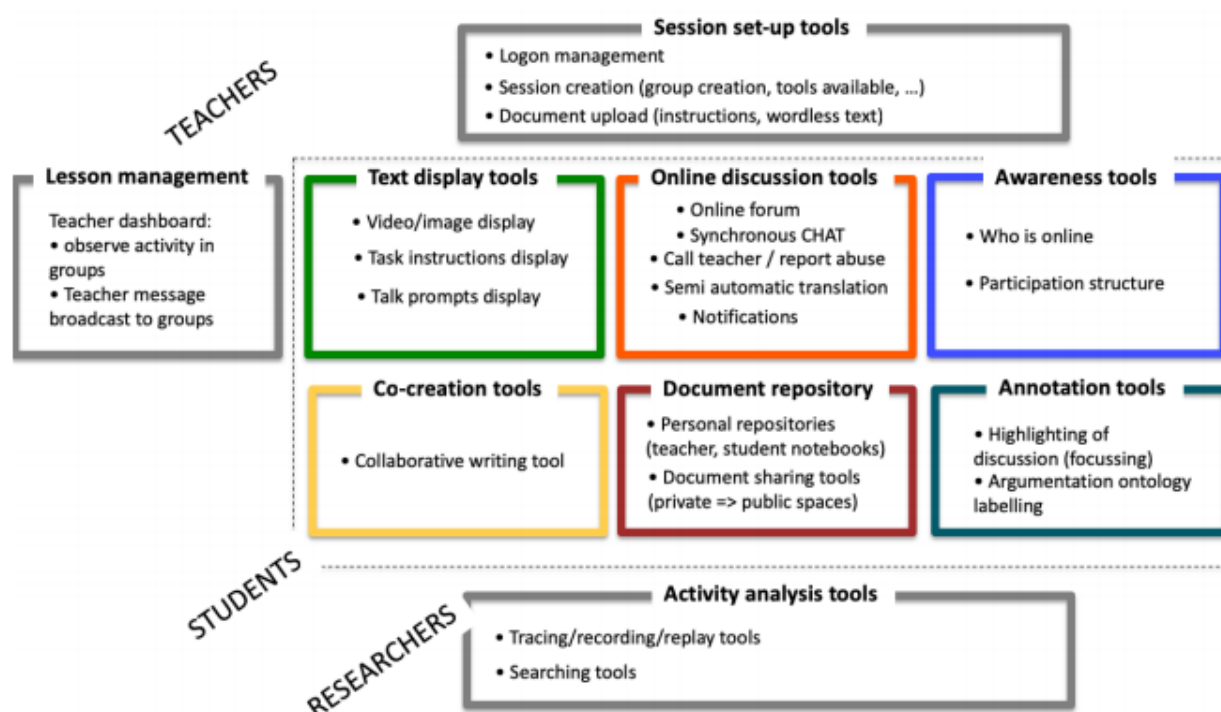 Session set-up tools
• Logon management
• Session creation (group creation, tools available, ...)
• Document upload (instructions, wordless text)
TEACHERS
Lesson management
Teacher dashboard:
• observe activity in
groups
• Teacher message
broadcast to groups
Text display tools
• Video/image display
• Task instructions display
• Talk prompts display
Online discussion tools
• Online forum
• Synchronous CHAT
• Call teacher / report abuse
• Semi automatic translation
• Notifications
Awareness tools
• Who is online
• Participation structure
Co-creation tools
• Collaborative writing tool
Document repository
• Personal repositories
(teacher, student notebooks)
• Document sharing tools
(private => public spaces)
Annotation tools
• Highlighting of
discussion (focussing)
• Argumentation ontology
labelling
STUDENTS
RESEARCHERS
Activity analysis tools
• Tracing/recording/replay tools
• Searching tools